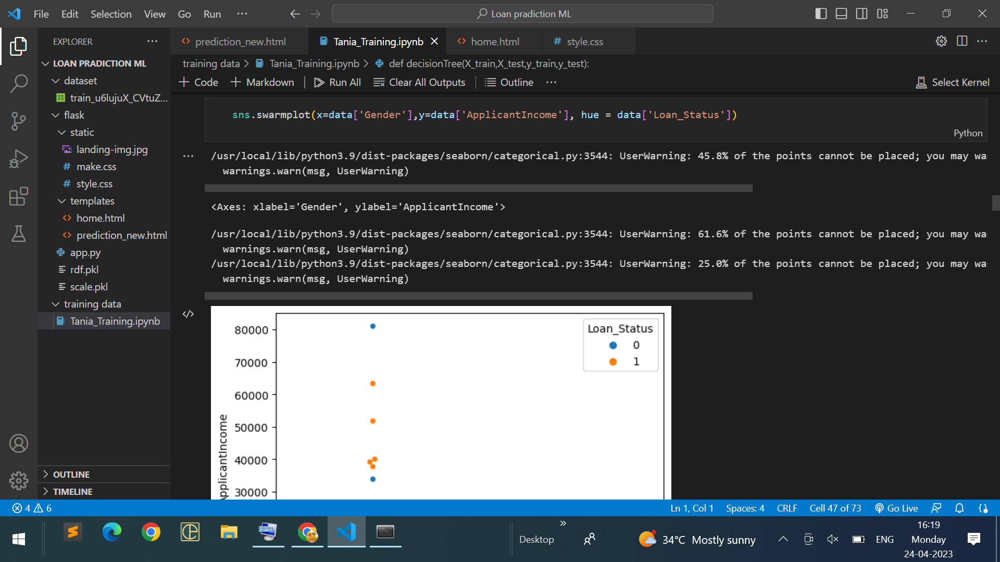 File Edit Selection View Go Run ··· Loan pradiction ML
EXPLORER ···
prediction_new.html Tania_Training.ipynb home.html style.css ···
LOAN PRADICTION ML
training data > Tania_Training.ipynb > def decisionTree(X_train,X_test,y_train,y_test):
dataset
+ Code + Markdown Run All Clear All Outputs Outline ··· Select Kernel
train_u6lujuX_CVtuZ...
flask
static
landing-img.jpg
make.css
style.css
templates
home.html
prediction_new.html
app.py
rdf.pkl
scale.pkl
training data
Tania_Training.ipynb
OUTLINE
TIMELINE
sns.swarmplot(x=data['Gender'],y=data['ApplicantIncome'], hue = data['Loan_Status'])
Python
/usr/local/lib/python3.9/dist-packages/seaborn/categorical.py:3544: UserWarning: 45.8% of the points cannot be placed; you may wa
warnings.warn(msg, UserWarning)
<Axes: xlabel='Gender', ylabel='ApplicantIncome'>
/usr/local/lib/python3.9/dist-packages/seaborn/categorical.py:3544: UserWarning: 61.6% of the points cannot be placed; you may wa
warnings.warn(msg, UserWarning)
/usr/local/lib/python3.9/dist-packages/seaborn/categorical.py:3544: UserWarning: 25.0% of the points cannot be placed; you may wa
warnings.warn(msg, UserWarning)
Loan_Status
0
1
80000
70000
60000
50000
40000
30000
ApplicantIncome
4 6 Ln 1, Col 1 Spaces: 4 CRLF Cell 47 of 73 Go Live
Desktop 34°C Mostly sunny ENG
16:19
Monday
24-04-2023